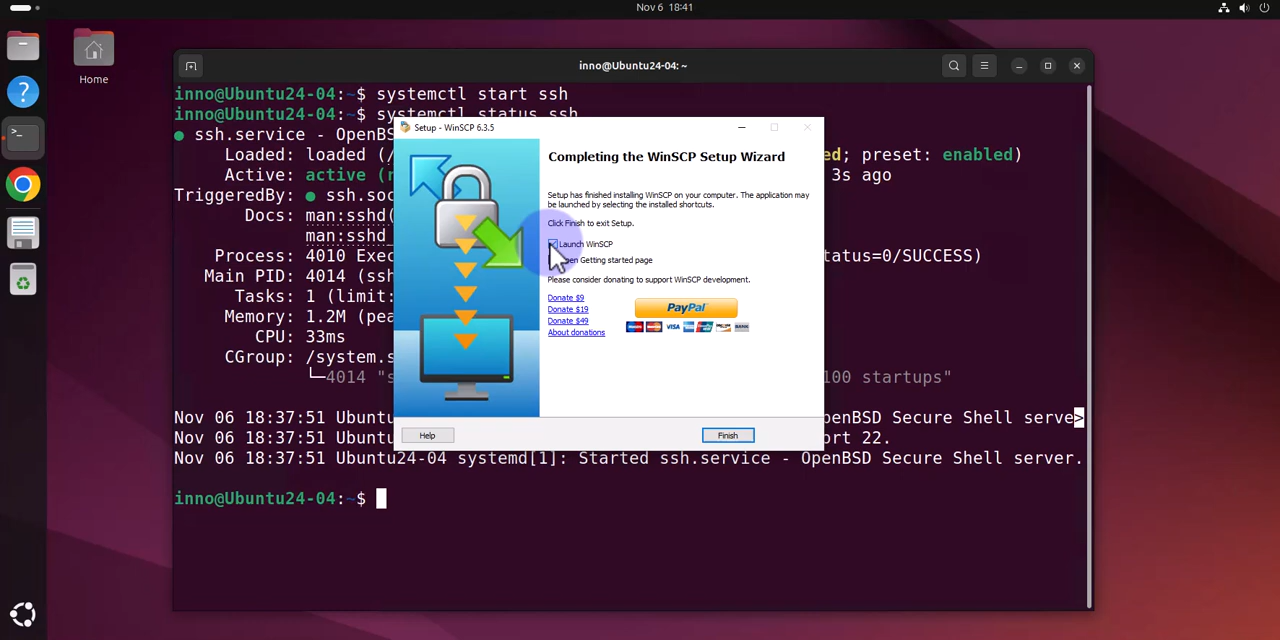 Nov 6 18:41
Home
inno@Ubuntu24-04: ~
inno@Ubuntu24-04:~$ systemctl start ssh
inno@Ubuntu24-04:~$ systemctl status ssh
● ssh.service - OpenB
ed; preset: enabled)
Loaded: loaded (/
Active: active (r
3s ago
TriggeredBy: ● ssh.soc
Docs: man:sshd(
man:sshd_
Process: 4010 Exec
tatus=0/SUCCESS)
Main PID: 4014 (ssh
Tasks: 1 (limit:
Memory: 1.2M (pea
CPU: 33ms
CGroup: /system.s
└─4014 "s
100 startups"
Nov 06 18:37:51 Ubuntu
penBSD Secure Shell serve>
Nov 06 18:37:51 Ubuntu
ort 22.
Nov 06 18:37:51 Ubuntu24-04 systemd[1]: Started ssh.service - OpenBSD Secure Shell server.
inno@Ubuntu24-04:~$
Setup - WinSCP 6.3.5
Completing the WinSCP Setup Wizard
Setup has finished installing WinSCP on your computer. The application may
be launched by selecting the installed shortcuts.
Click Finish to exit Setup.
Launch WinSCP
en Getting started page
Please consider donating to support WinSCP development.
Donate $9
Donate $19
Donate $49
About donations
PayPal
VISA
Help
Finish